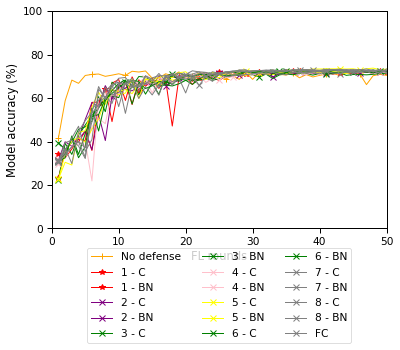 100
80
60
40
20
0
Model accuracy (%)
0 10 20 30 40 50
FL rounds
No defense 3 - BN 6 - BN
1 - C 4 - C 7 - C
1 - BN 4 - BN 7 - BN
2 - C 5 - C 8 - C
2 - BN 5 - BN 8 - BN
3 - C 6 - C FC